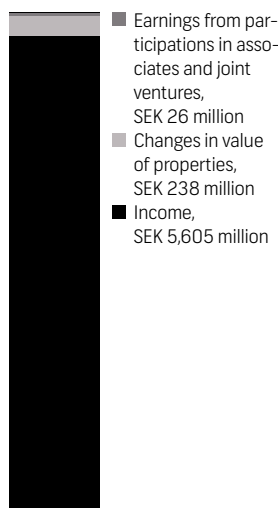 Earnings from par-
ticipations in asso-
ciates and joint
ventures,
SEK 26 million
Changes in value
of properties,
SEK 238 million
Income,
SEK 5,605 million